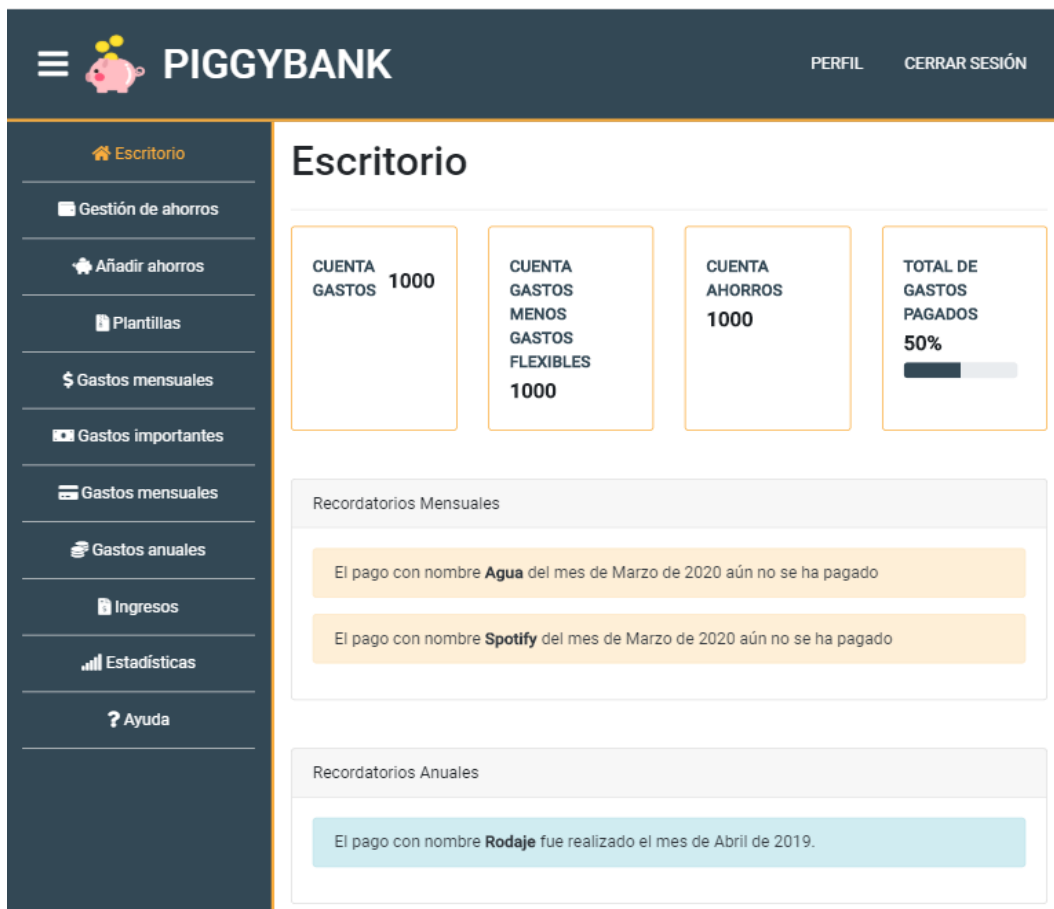 PIGGYBANK
PERFIL
CERRAR SESIÓN
Escritorio
Gestión de ahorros
Añadir ahorros
Plantillas
$ Gastos mensuales
Gastos importantes
Gastos mensuales
Gastos anuales
Ingresos
Estadísticas
? Ayuda
Escritorio
CUENTA
GASTOS
1000
CUENTA
GASTOS
MENOS
GASTOS
FLEXIBLES
1000
CUENTA
AHORROS
1000
TOTAL DE
GASTOS
PAGADOS
50%
Recordatorios Mensuales
El pago con nombre Agua del mes de Marzo de 2020 aún no se ha pagado
El pago con nombre Spotify del mes de Marzo de 2020 aún no se ha pagado
Recordatorios Anuales
El pago con nombre Rodaje fue realizado el mes de Abril de 2019.